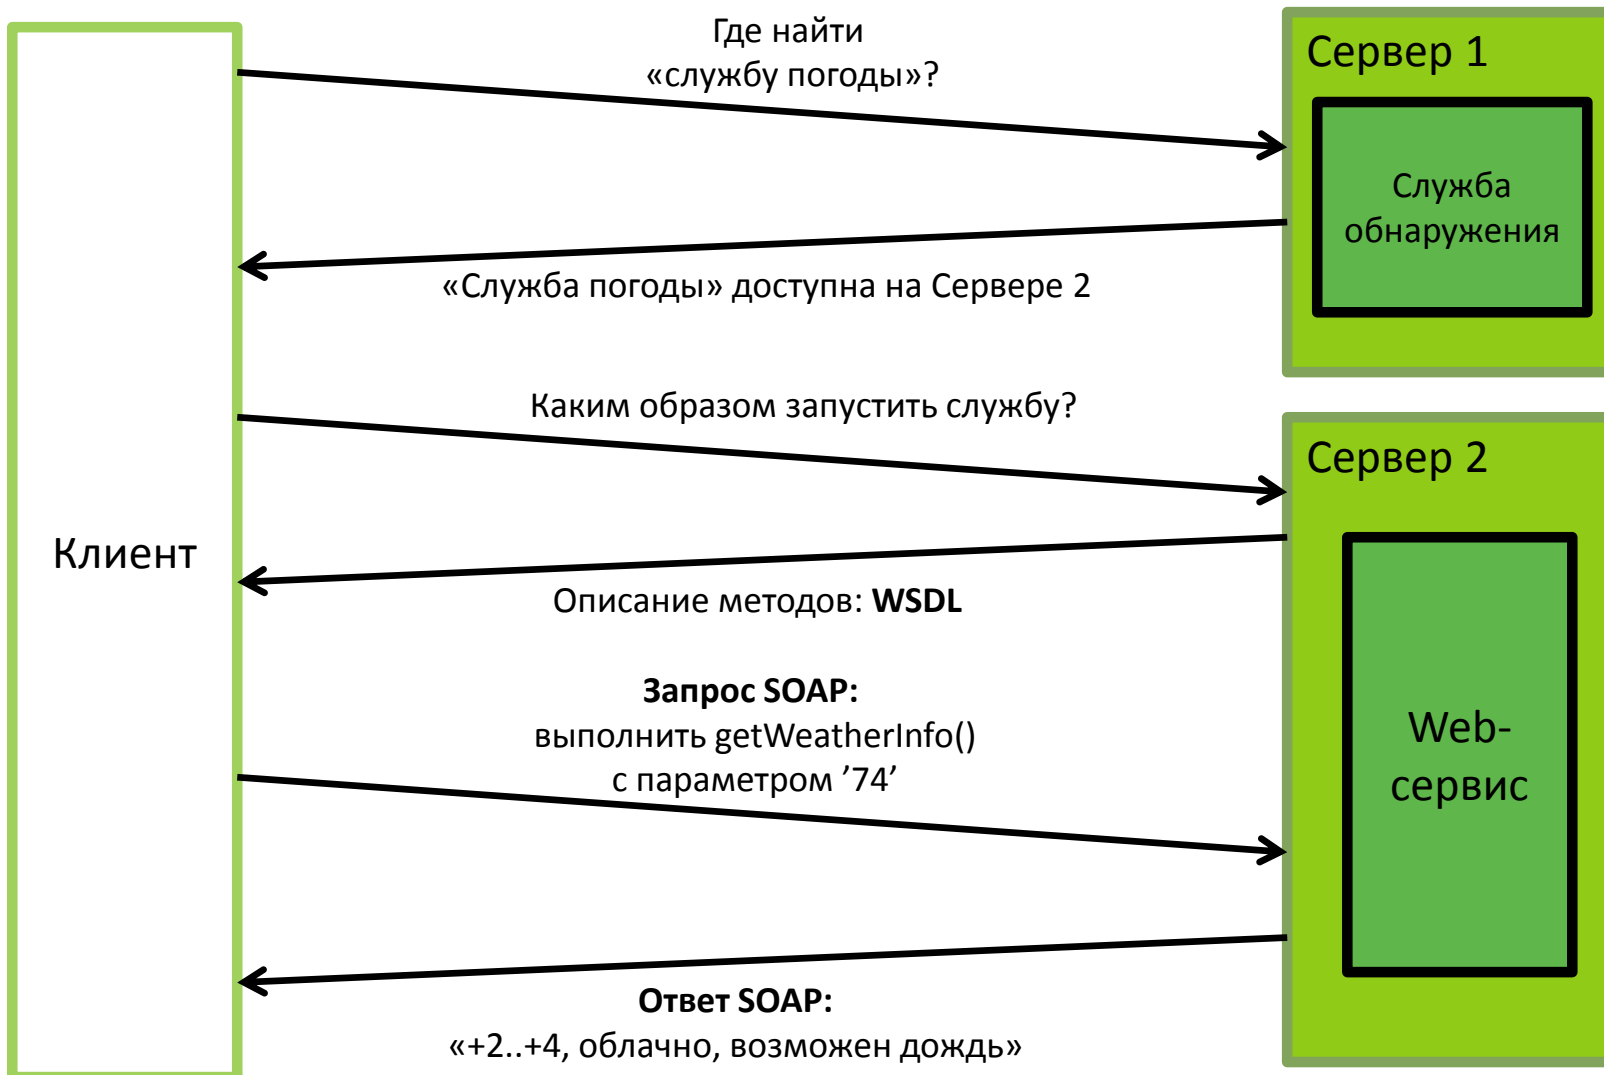 Где найти
«службу погоды»?
Сервер 1
Служба
обнаружения
«Служба погоды» доступна на Сервере 2
Каким образом запустить службу?
Сервер 2
Клиент
Описание методов: WSDL
Запрос SOAP:
выполнить getWeatherInfo()
с параметром ’74’
Web-
сервис
Ответ SOAP:
«+2..+4, облачно, возможен дождь»